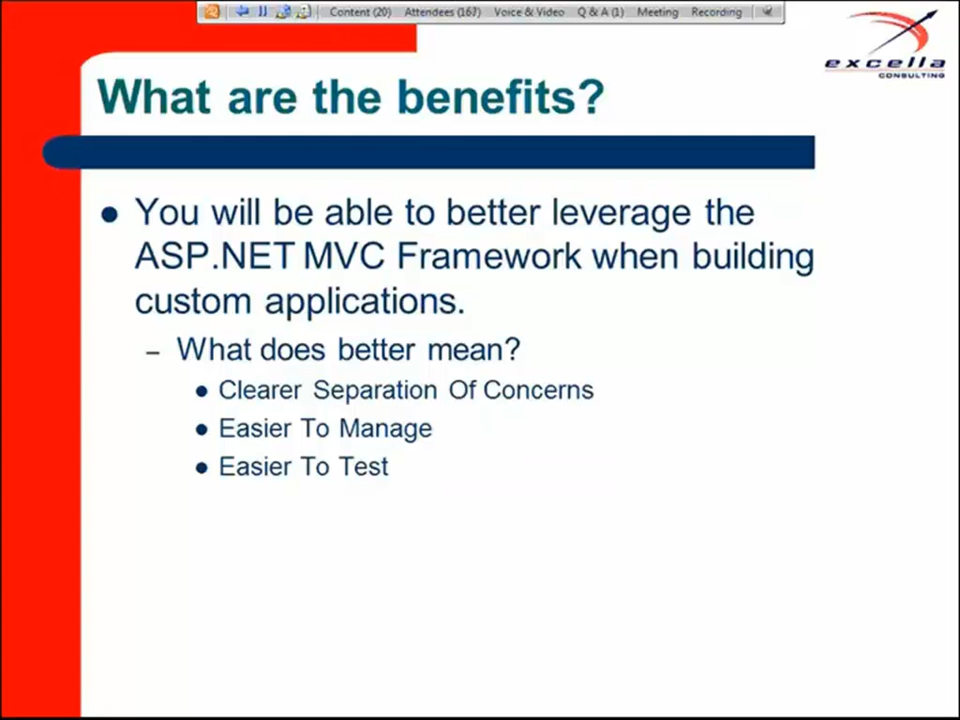 Content (20) Attendees (167) Voice & Video Q & A (1) Meeting Recording
excella
CONSULTING
What are the benefits?
● You will be able to better leverage the
ASP.NET MVC Framework when building
custom applications.
– What does better mean?
● Clearer Separation Of Concerns
● Easier To Manage
● Easier To Test